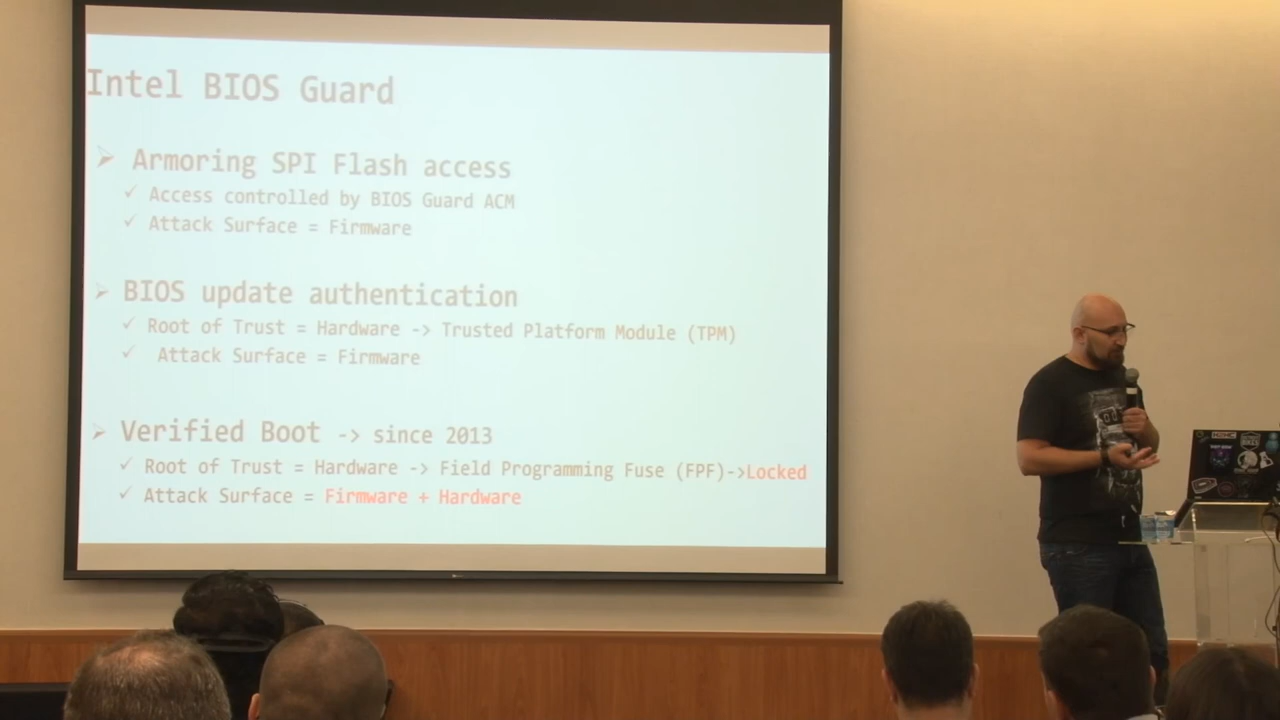 Intel BIOS Guard
➢ Armoring SPI Flash access
✓ Access controlled by BIOS Guard ACM
✓ Attack Surface = Firmware
➢ BIOS update authentication
✓ Root of Trust = Hardware -> Trusted Platform Module (TPM)
✓ Attack Surface = Firmware
➢ Verified Boot -> since 2013
✓ Root of Trust = Hardware -> Field Programming Fuse (FPF)->Locked
✓ Attack Surface = Firmware + Hardware